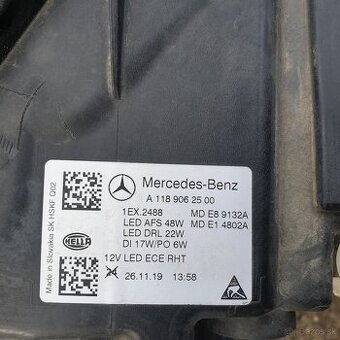 Mercedes-Benz
A 118 906 25 00
1EX.2488 MD E8 9132A
LED AFS 48W MD E1 4802A
LED DRL 22W
DI 17W/PO 6W
12V LED ECE RHT
26.11.19 13:58
HELLA
Made in Slovakia SK HSKF G02